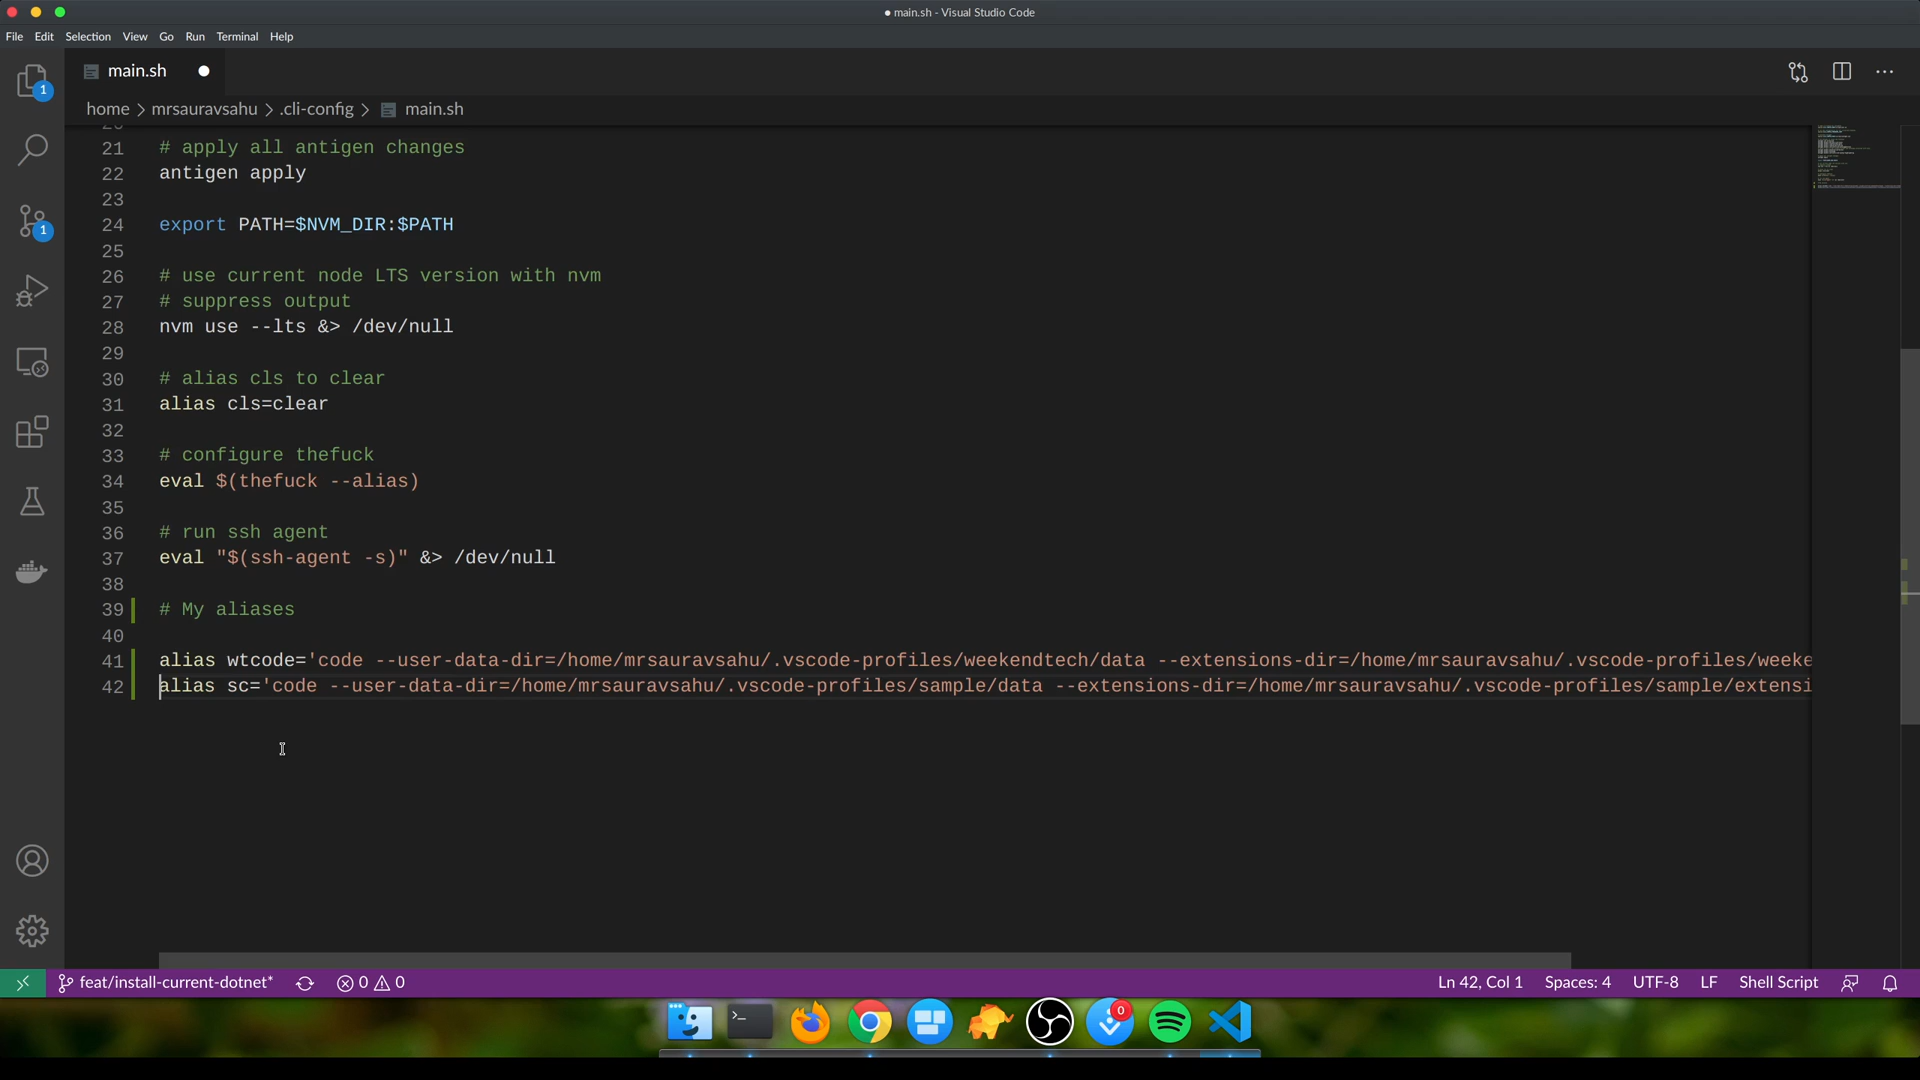 main.sh - Visual Studio Code
File Edit Selection View Go Run Terminal Help
main.sh
home > mrsauravsahu > .cli-config > main.sh
21 # apply all antigen changes
22 antigen apply
23
24 export PATH=$NVM_DIR:$PATH
25
26 # use current node LTS version with nvm
27 # suppress output
28 nvm use --lts &> /dev/null
29
30 # alias cls to clear
31 alias cls=clear
32
33 # configure thefuck
34 eval $(thefuck --alias)
35
36 # run ssh agent
37 eval "$(ssh-agent -s)" &> /dev/null
38
39 # My aliases
40
41 alias wtcode='code --user-data-dir=/home/mrsauravsahu/.vscode-profiles/weekendtech/data --extensions-dir=/home/mrsauravsahu/.vscode-profiles/weeke
42 alias sc='code --user-data-dir=/home/mrsauravsahu/.vscode-profiles/sample/data --extensions-dir=/home/mrsauravsahu/.vscode-profiles/sample/extensi
1
1
feat/install-current-dotnet* 0 0 Ln 42, Col 1 Spaces: 4 UTF-8 LF Shell Script
0